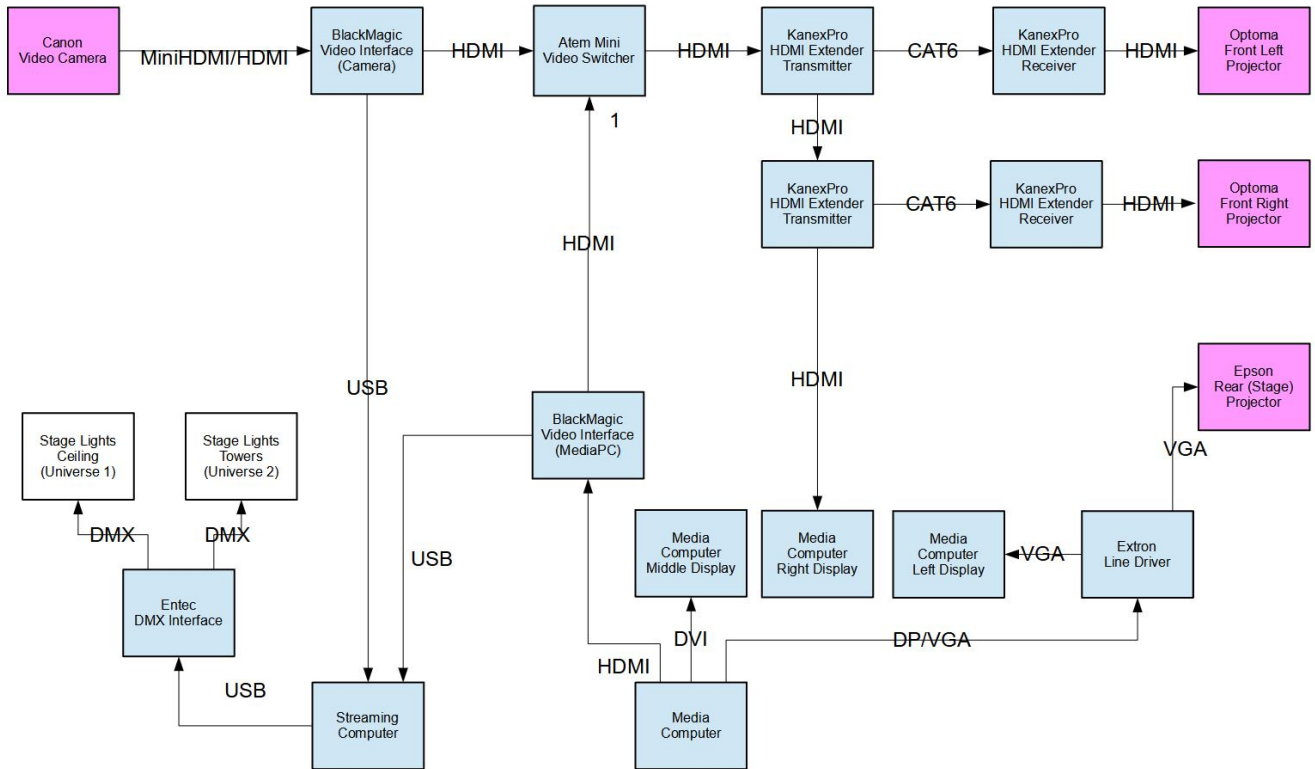 Canon
Video Camera
MiniHDMI/HDMI
BlackMagic
Video Interface
(Camera)
HDMI
Atem Mini
Video Switcher
HDMI
KanexPro
HDMI Extender
Transmitter
CAT6
KanexPro
HDMI Extender
Receiver
HDMI
Optoma
Front Left
Projector
1
HDMI
KanexPro
HDMI Extender
Transmitter
CAT6
KanexPro
HDMI Extender
Receiver
HDMI
Optoma
Front Right
Projector
HDMI
USB
HDMI
Epson
Rear (Stage)
Projector
Stage Lights
Ceiling
(Universe 1)
Stage Lights
Towers
(Universe 2)
BlackMagic
Video Interface
(MediaPC)
VGA
DMX
DMX
USB
Media
Computer
Middle Display
Media
Computer
Right Display
Media
Computer
Left Display
VGA
Extron
Line Driver
Entec
DMX Interface
HDMI
DVI
DP/VGA
USB
Streaming
Computer
Media
Computer